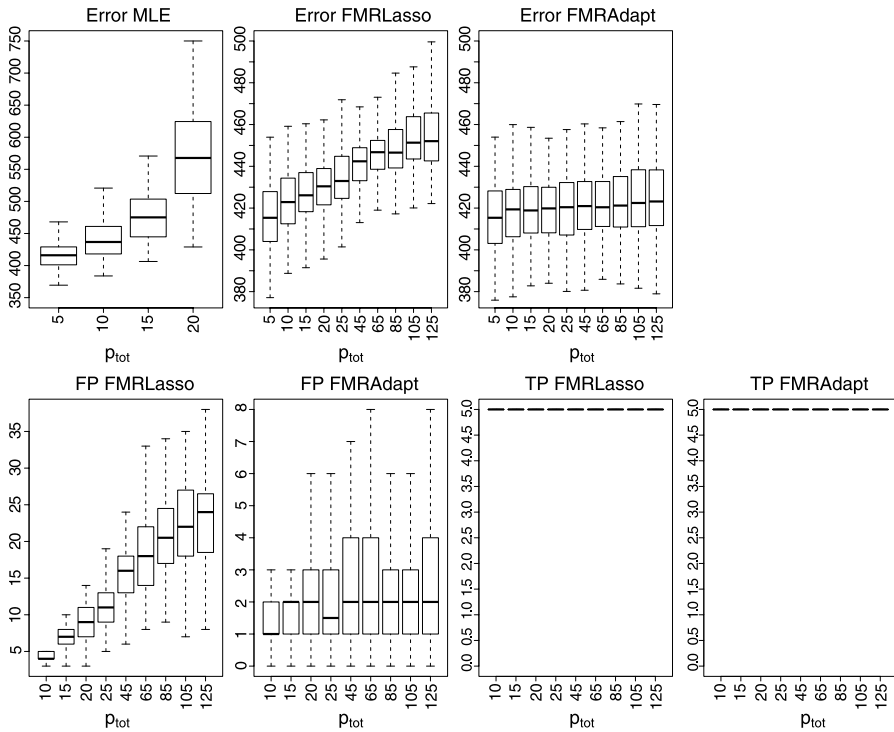 Error MLE
350 400 450 500 550 600 650 700 750
5 10 15 20
p_tot
Error FMRLasso
380 400 420 440 460 480 500
5 10 15 20 25 45 65 85 105 125
p_tot
Error FMRAdapt
380 400 420 440 460 480 500
5 10 15 20 25 45 65 85 105 125
p_tot
FP FMRLasso
5 10 15 20 25 30 35
10 15 20 25 45 65 85 105 125
p_tot
FP FMRAdapt
0 1 2 3 4 5 6 7 8
10 15 20 25 45 65 85 105 125
p_tot
TP FMRLasso
0.0 0.5 1.0 1.5 2.0 2.5 3.0 3.5 4.0 4.5 5.0
10 15 20 25 45 65 85 105 125
p_tot
TP FMRAdapt
0.0 0.5 1.0 1.5 2.0 2.5 3.0 3.5 4.0 4.5 5.0
10 15 20 25 45 65 85 105 125
p_tot